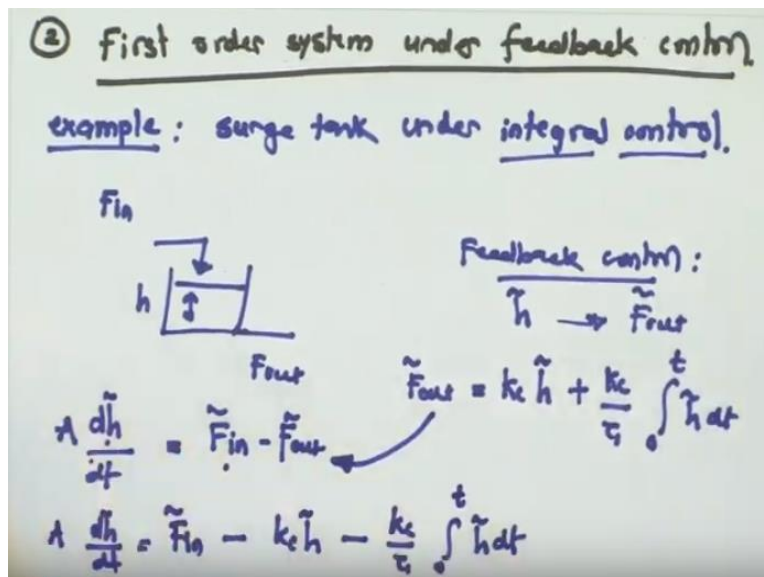 ② First order system under feedback control.
example: surge tank under integral control.
Fin
Feedback control:
h
h̃ → F̃out
Fout
F̃out = kc h̃ + kc/τI ∫₀ᵗ h̃ dt
A dh̃/dt = F̃in - F̃out
A dh̃/dt = F̃in - kc h̃ - kc/τI ∫₀ᵗ h̃ dt